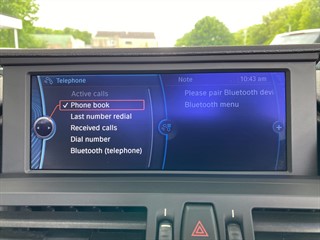 Telephone
Note
10:43 am
Active calls
Phone book
Last number redial
Received calls
Dial number
Bluetooth (telephone)
Please pair Bluetooth devi
Bluetooth menu